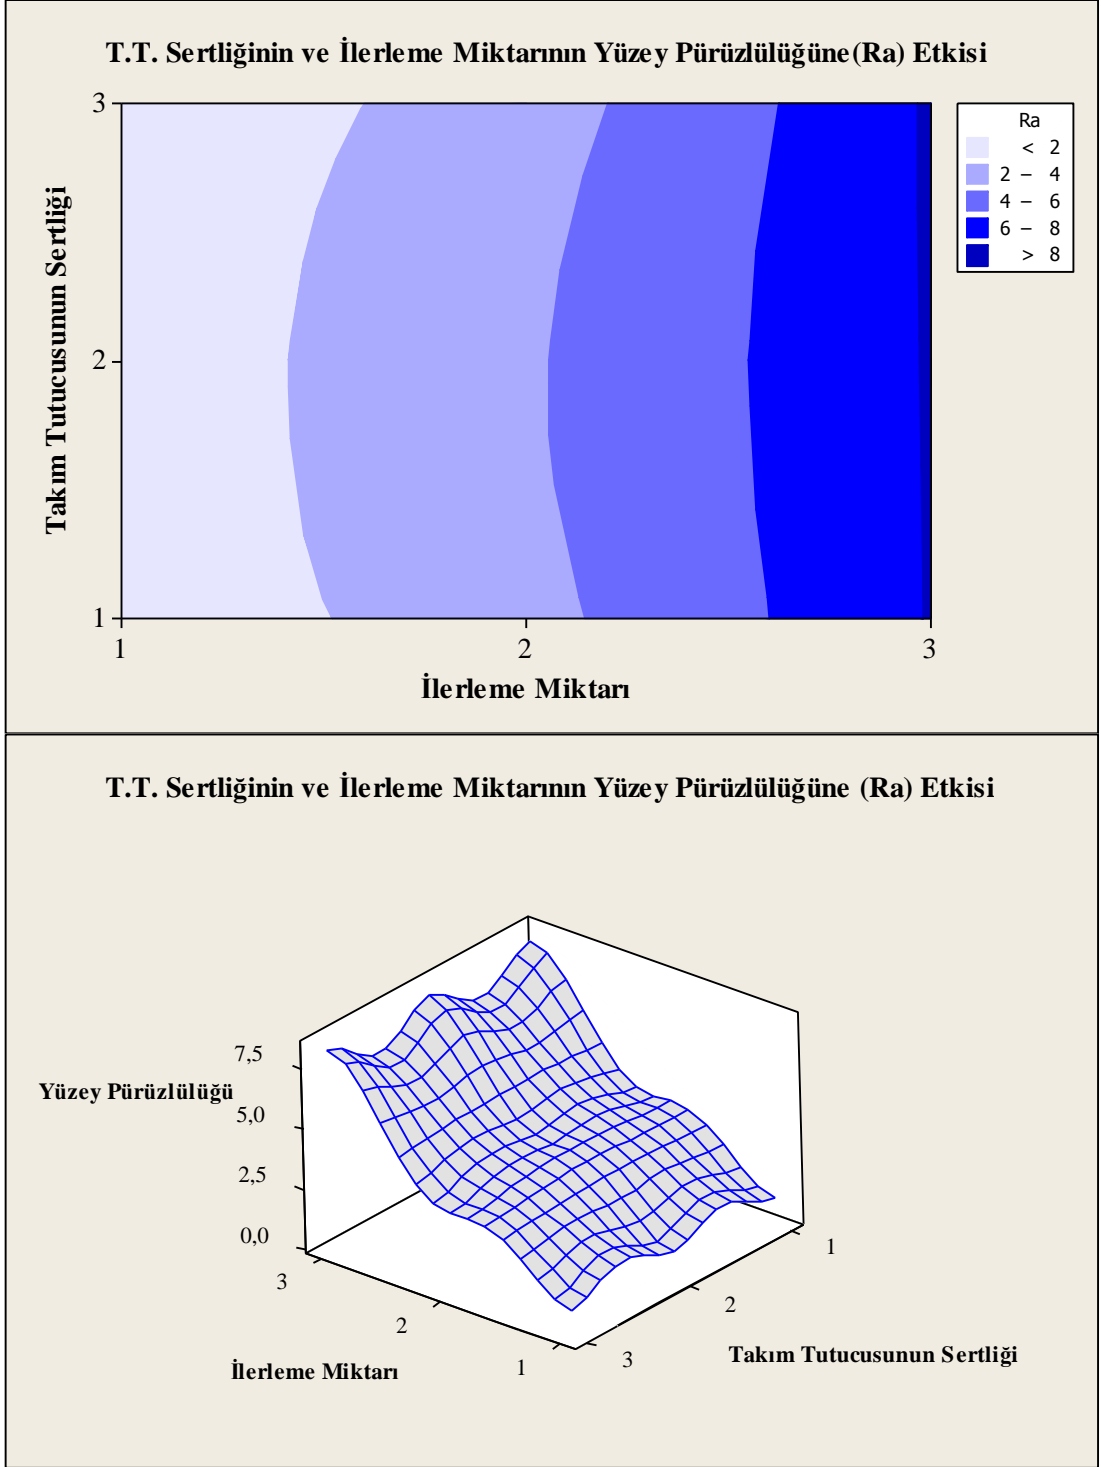 T.T. Sertliğinin ve İlerleme Miktarının Yüzey Pürüzlülüğüne(Ra) Etkisi
Takım Tutucusunun Sertliği
3
2
1
1
2
3
İlerleme Miktarı
Ra
< 2
2 – 4
4 – 6
6 – 8
> 8
T.T. Sertliğinin ve İlerleme Miktarının Yüzey Pürüzlülüğüne (Ra) Etkisi
Yüzey Pürüzlülüğü
7,5
5,0
2,5
0,0
3
2
1
İlerleme Miktarı
1
2
3
Takım Tutucusunun Sertliği